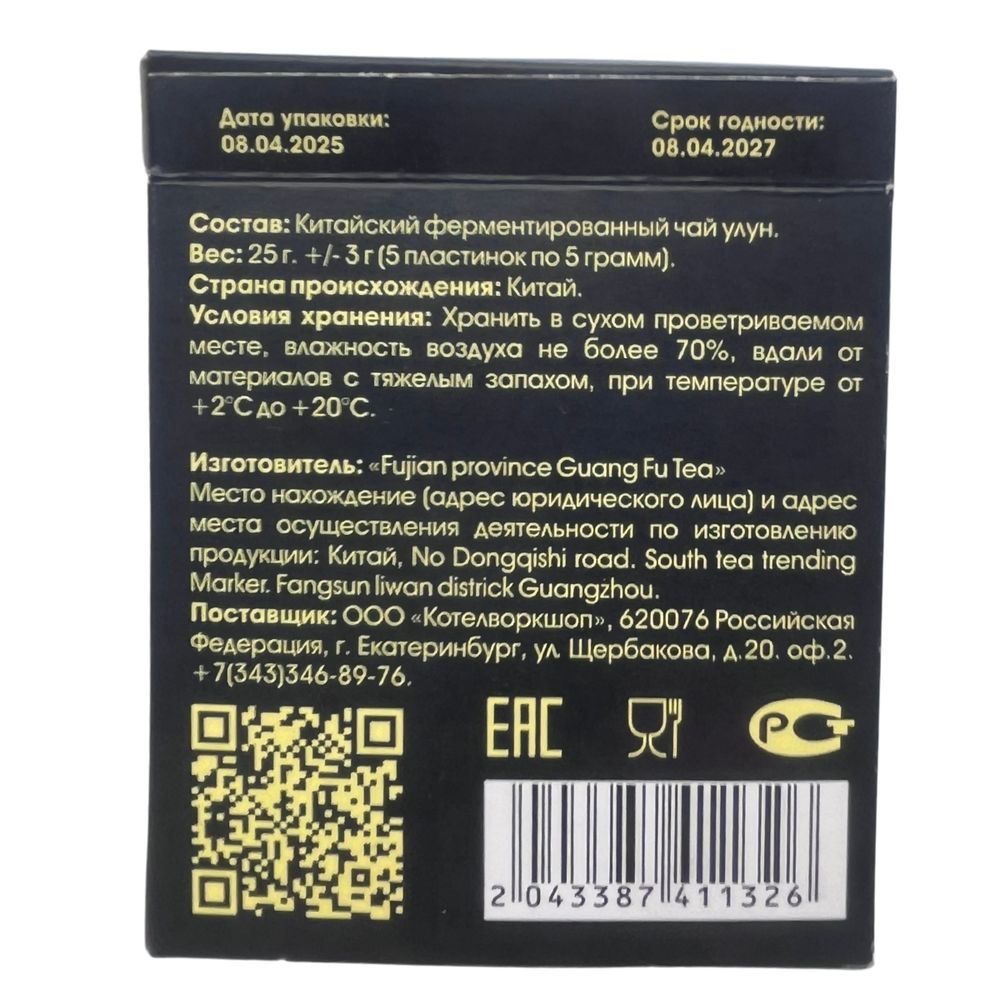 Дата упаковки:
08.04.2025
Срок годности:
08.04.2027
Состав: Китайский ферментированный чай улун.
Вес: 25 г. +/- 3 г (5 пластинок по 5 грамм).
Страна происхождения: Китай.
Условия хранения: Хранить в сухом проветриваемом
месте, влажность воздуха не более 70%, вдали от
материалов с тяжелым запахом, при температуре от
+2°C до +20°C.
Изготовитель: «Fujian province Guang Fu Tea»
Место нахождение (адрес юридического лица) и адрес
места осуществления деятельности по изготовлению
продукции: Китай, No Dongqishi road. South tea trending
Marker. Fangsun liwan districk Guangzhou.
Поставщик: ООО «Котелворкшоп», 620076 Российская
Федерация, г. Екатеринбург, ул. Щербакова, д.20. оф.2.
+7(343)346-89-76.
EAC
РСТ
2 043387 411326